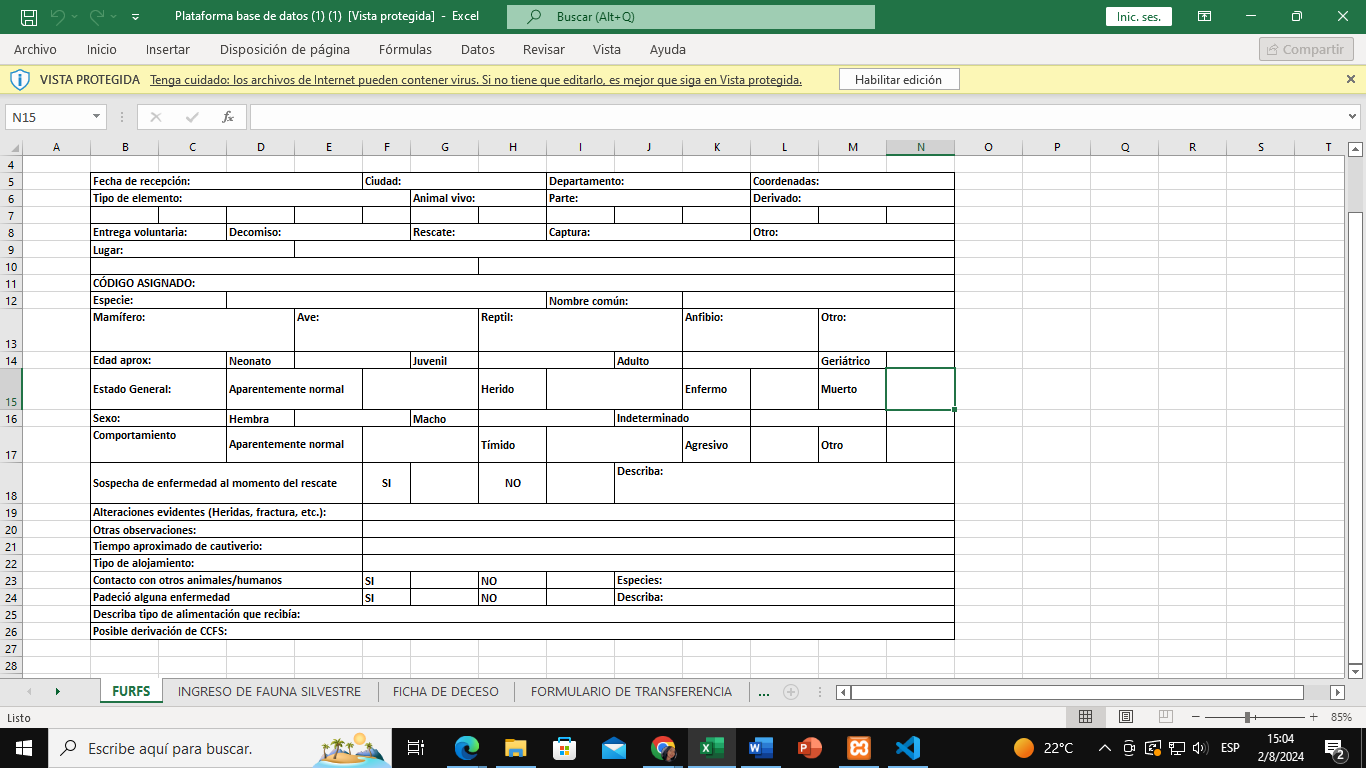 Plataforma base de datos (1) (1) [Vista protegida] - Excel
Buscar (Alt+Q)
Inic. ses.
Archivo Inicio Insertar Disposición de página Fórmulas Datos Revisar Vista Ayuda
Compartir
VISTA PROTEGIDA Tenga cuidado: los archivos de Internet pueden contener virus. Si no tiene que editarlo, es mejor que siga en Vista protegida. Habilitar edición
N15 fx
A B C D E F G H I J K L M N O P Q R S T
4
5 Fecha de recepción: Ciudad: Departamento: Coordenadas:
6 Tipo de elemento: Animal vivo: Parte: Derivado:
7
8 Entrega voluntaria: Decomiso: Rescate: Captura: Otro:
9 Lugar:
10
11 CÓDIGO ASIGNADO:
12 Especie: Nombre común:
13 Mamífero: Ave: Reptil: Anfibio: Otro:
14 Edad aprox: Neonato Juvenil Adulto Geriátrico
15 Estado General: Aparentemente normal Herido Enfermo Muerto
16 Sexo: Hembra Macho Indeterminado
17 Comportamiento Aparentemente normal Tímido Agresivo Otro
18 Sospecha de enfermedad al momento del rescate SI NO Describa:
19 Alteraciones evidentes (Heridas, fractura, etc.):
20 Otras observaciones:
21 Tiempo aproximado de cautiverio:
22 Tipo de alojamiento:
23 Contacto con otros animales/humanos SI NO Especies:
24 Padeció alguna enfermedad SI NO Describa:
25 Describa tipo de alimentación que recibía:
26 Posible derivación de CCFS:
27
28
FURFS INGRESO DE FAUNA SILVESTRE FICHA DE DECESO FORMULARIO DE TRANSFERENCIA ...
Listo 85%
Escribe aquí para buscar. 22°C ESP 15:04
2/8/2024 2